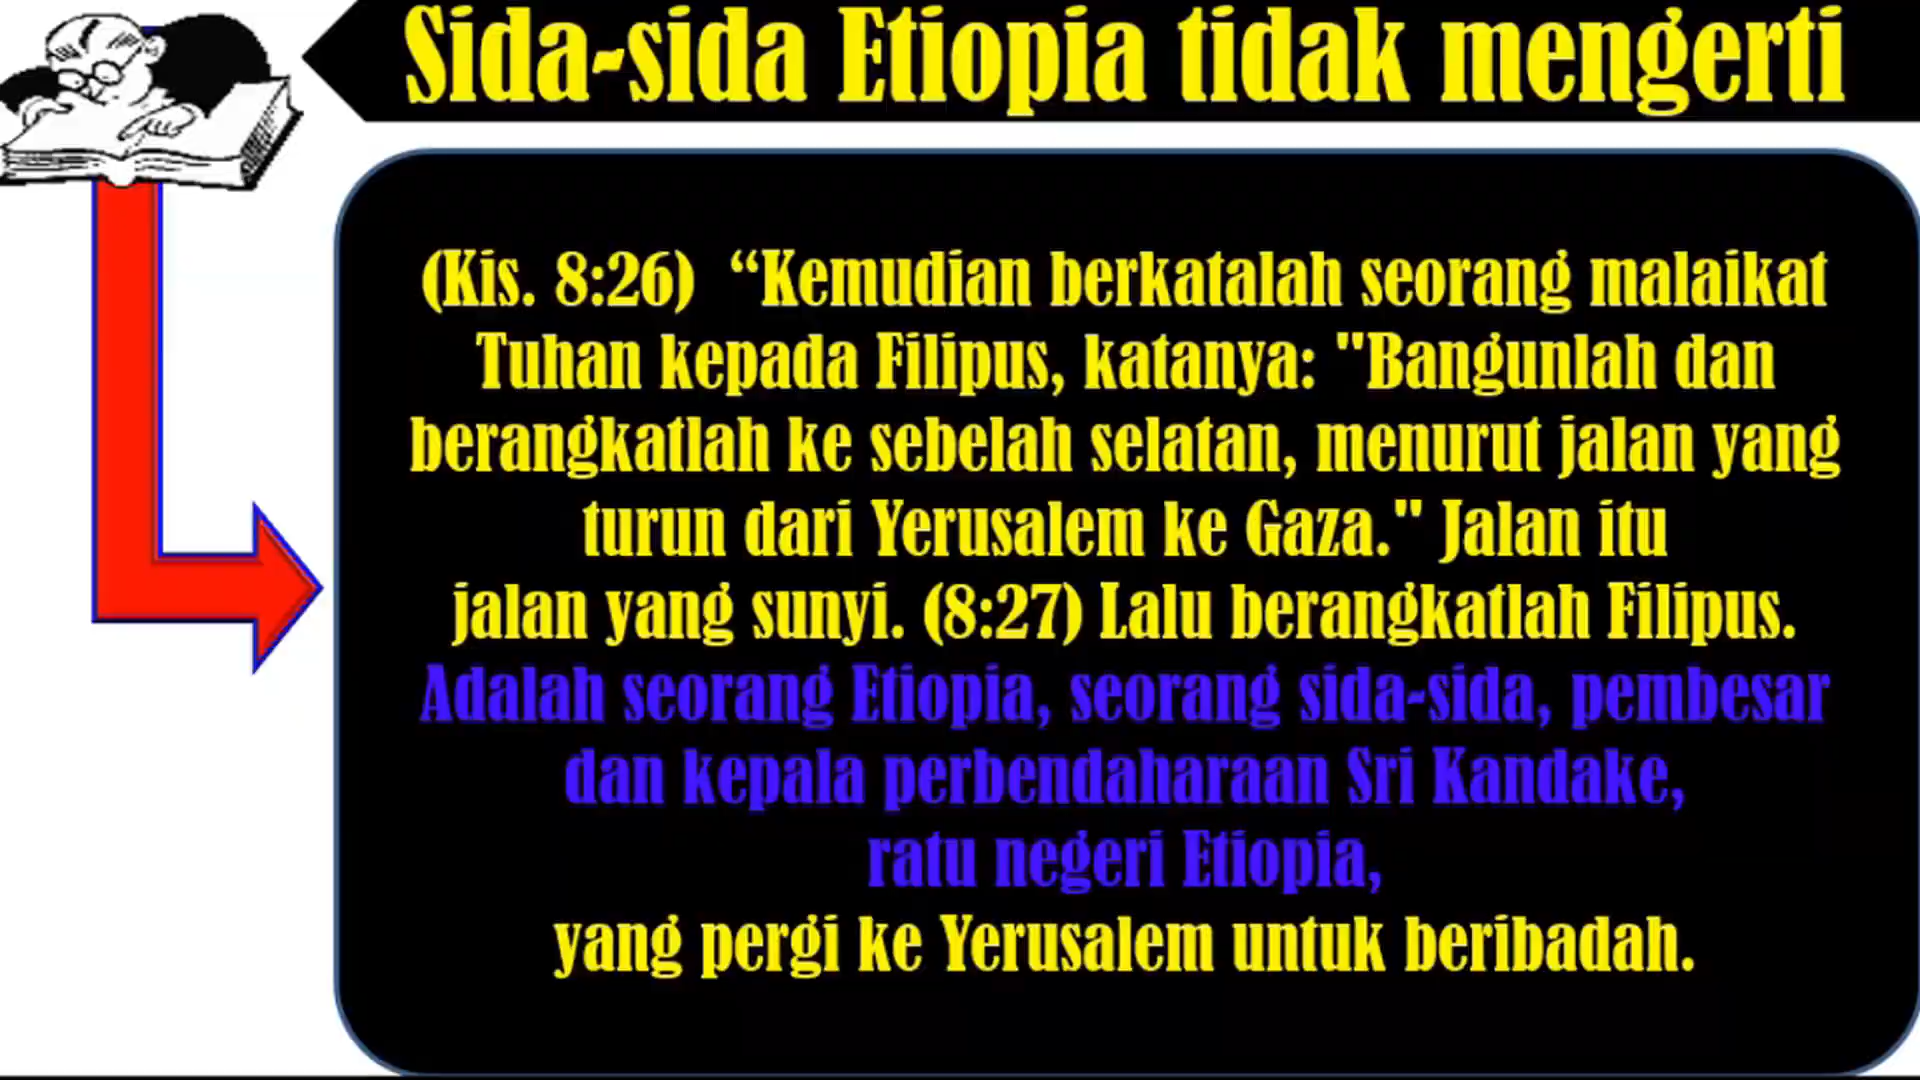 Sida-sida Etiopia tidak mengerti
(Kis. 8:26) “Kemudian berkatalah seorang malaikat
Tuhan kepada Filipus, katanya: "Bangunlah dan
berangkatlah ke sebelah selatan, menurut jalan yang
turun dari Yerusalem ke Gaza." Jalan itu
jalan yang sunyi. (8:27) Lalu berangkatlah Filipus.
Adalah seorang Etiopia, seorang sida-sida, pembesar
dan kepala perbendaharaan Sri Kandake,
ratu negeri Etiopia,
yang pergi ke Yerusalem untuk beribadah.